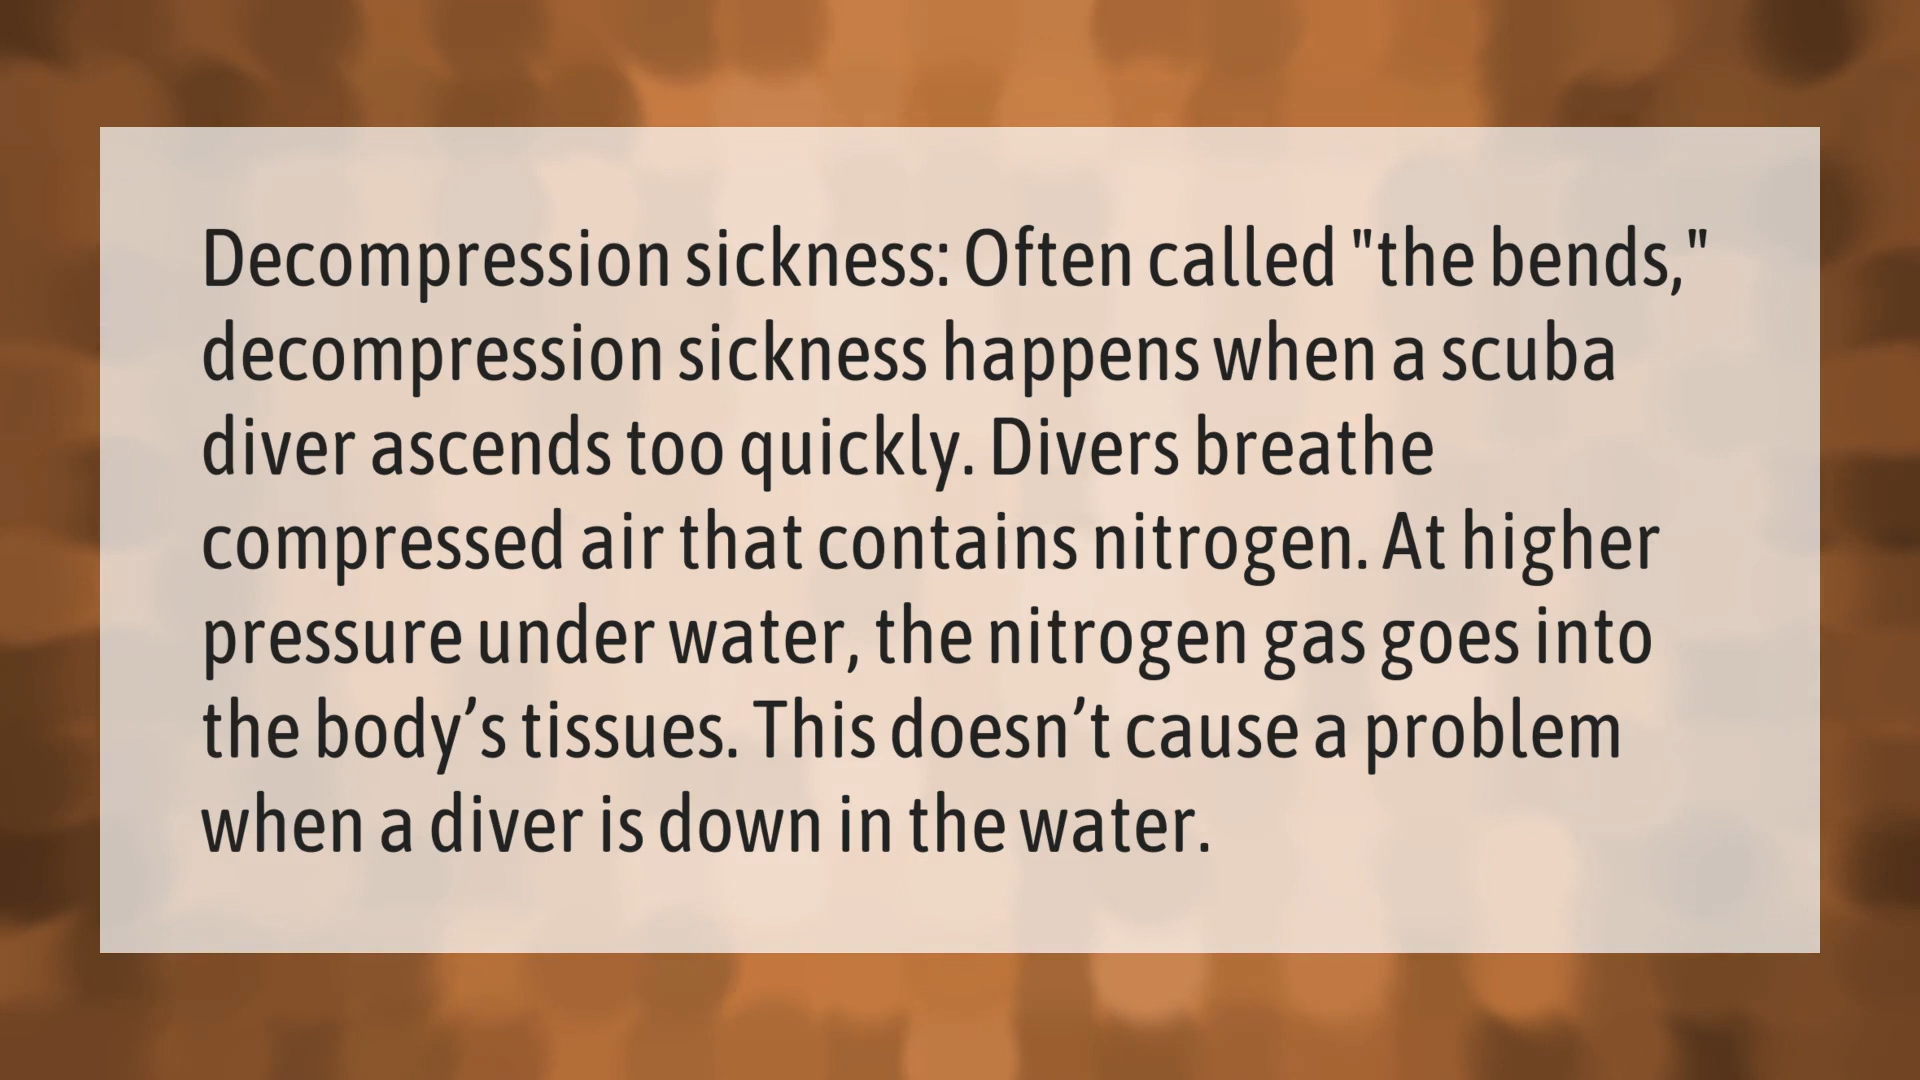 Decompression sickness: Often called "the bends,"
decompression sickness happens when a scuba
diver ascends too quickly. Divers breathe
compressed air that contains nitrogen. At higher
pressure under water, the nitrogen gas goes into
the body’s tissues. This doesn’t cause a problem
when a diver is down in the water.